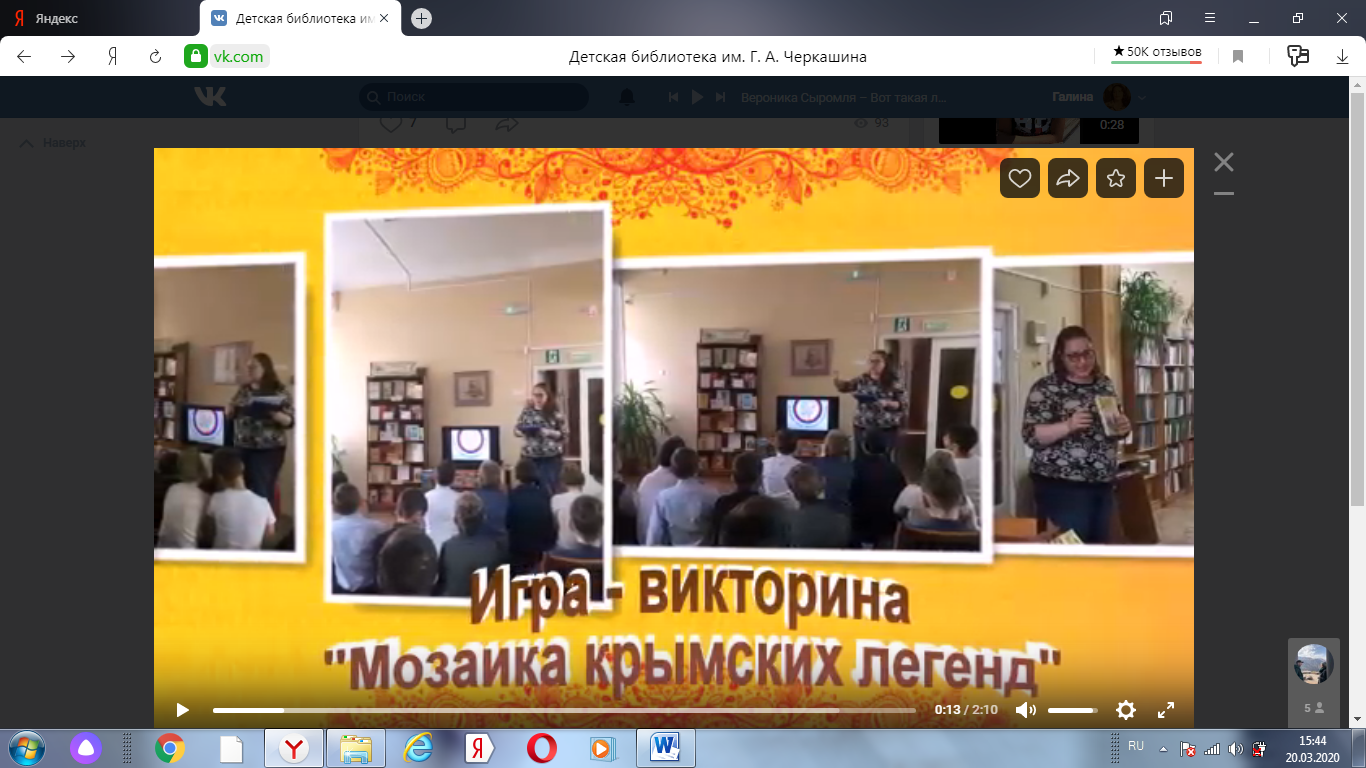 Яндекс
Детская библиотека им
vk.com
Детская библиотека им. Г. А. Черкашина
★50K отзывов
Поиск
Вероника Сыромля – Вот такая л...
Галина
Наверх
7
93
0:28
Игра - викторина
"Мозаика крымских легенд"
0:13 / 2:10
5
RU
15:44
20.03.2020